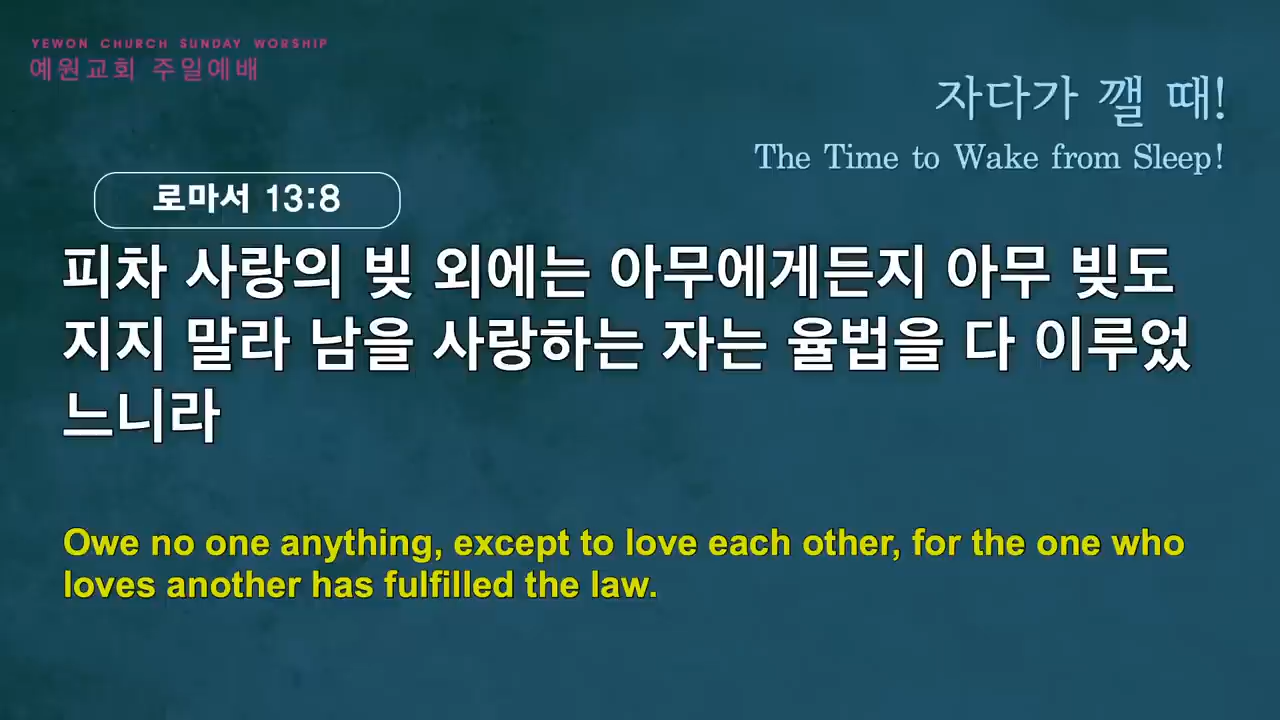 YEWON CHURCH SUNDAY WORSHIP
예원교회 주일예배
자다가 깰 때!
The Time to Wake from Sleep!
로마서 13:8
피차 사랑의 빚 외에는 아무에게든지 아무 빚도
지지 말라 남을 사랑하는 자는 율법을 다 이루었
느니라
Owe no one anything, except to love each other, for the one who
loves another has fulfilled the law.